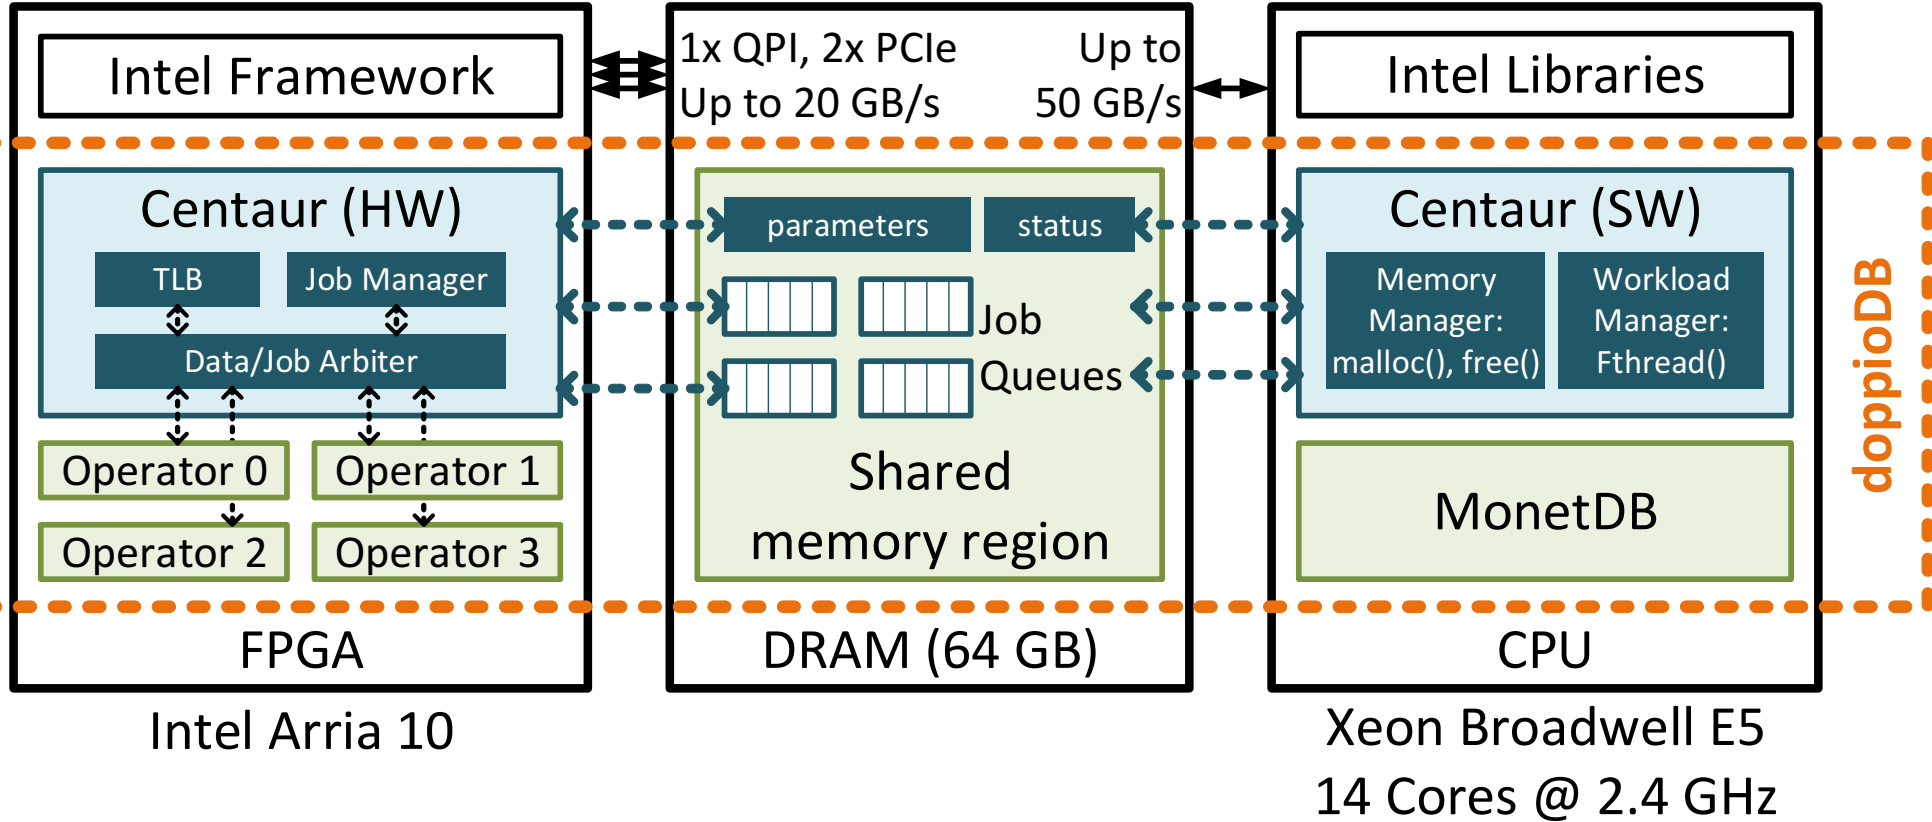 Intel Framework
Centaur (HW)
TLB
Job Manager
Data/Job Arbiter
Operator 0
Operator 1
Operator 2
Operator 3
FPGA
Intel Arria 10
1x QPI, 2x PCIe
Up to 20 GB/s
Up to
50 GB/s
parameters
status
Job
Queues
Shared
memory region
DRAM (64 GB)
Intel Libraries
Centaur (SW)
Memory
Manager:
malloc(), free()
Workload
Manager:
Fthread()
MonetDB
CPU
Xeon Broadwell E5
14 Cores @ 2.4 GHz
doppioDB